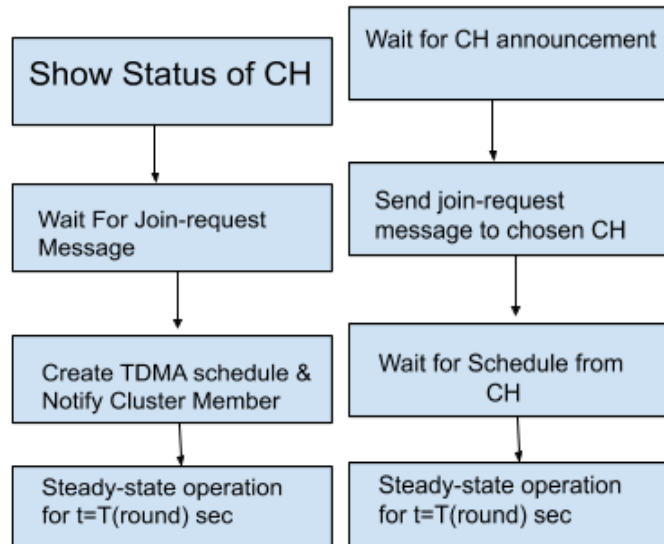 Show Status of CH
Wait For Join-request
Message
Create TDMA schedule &
Notify Cluster Member
Steady-state operation
for t=T(round) sec
Wait for CH announcement
Send join-request
message to chosen CH
Wait for Schedule from
CH
Steady-state operation
for t=T(round) sec